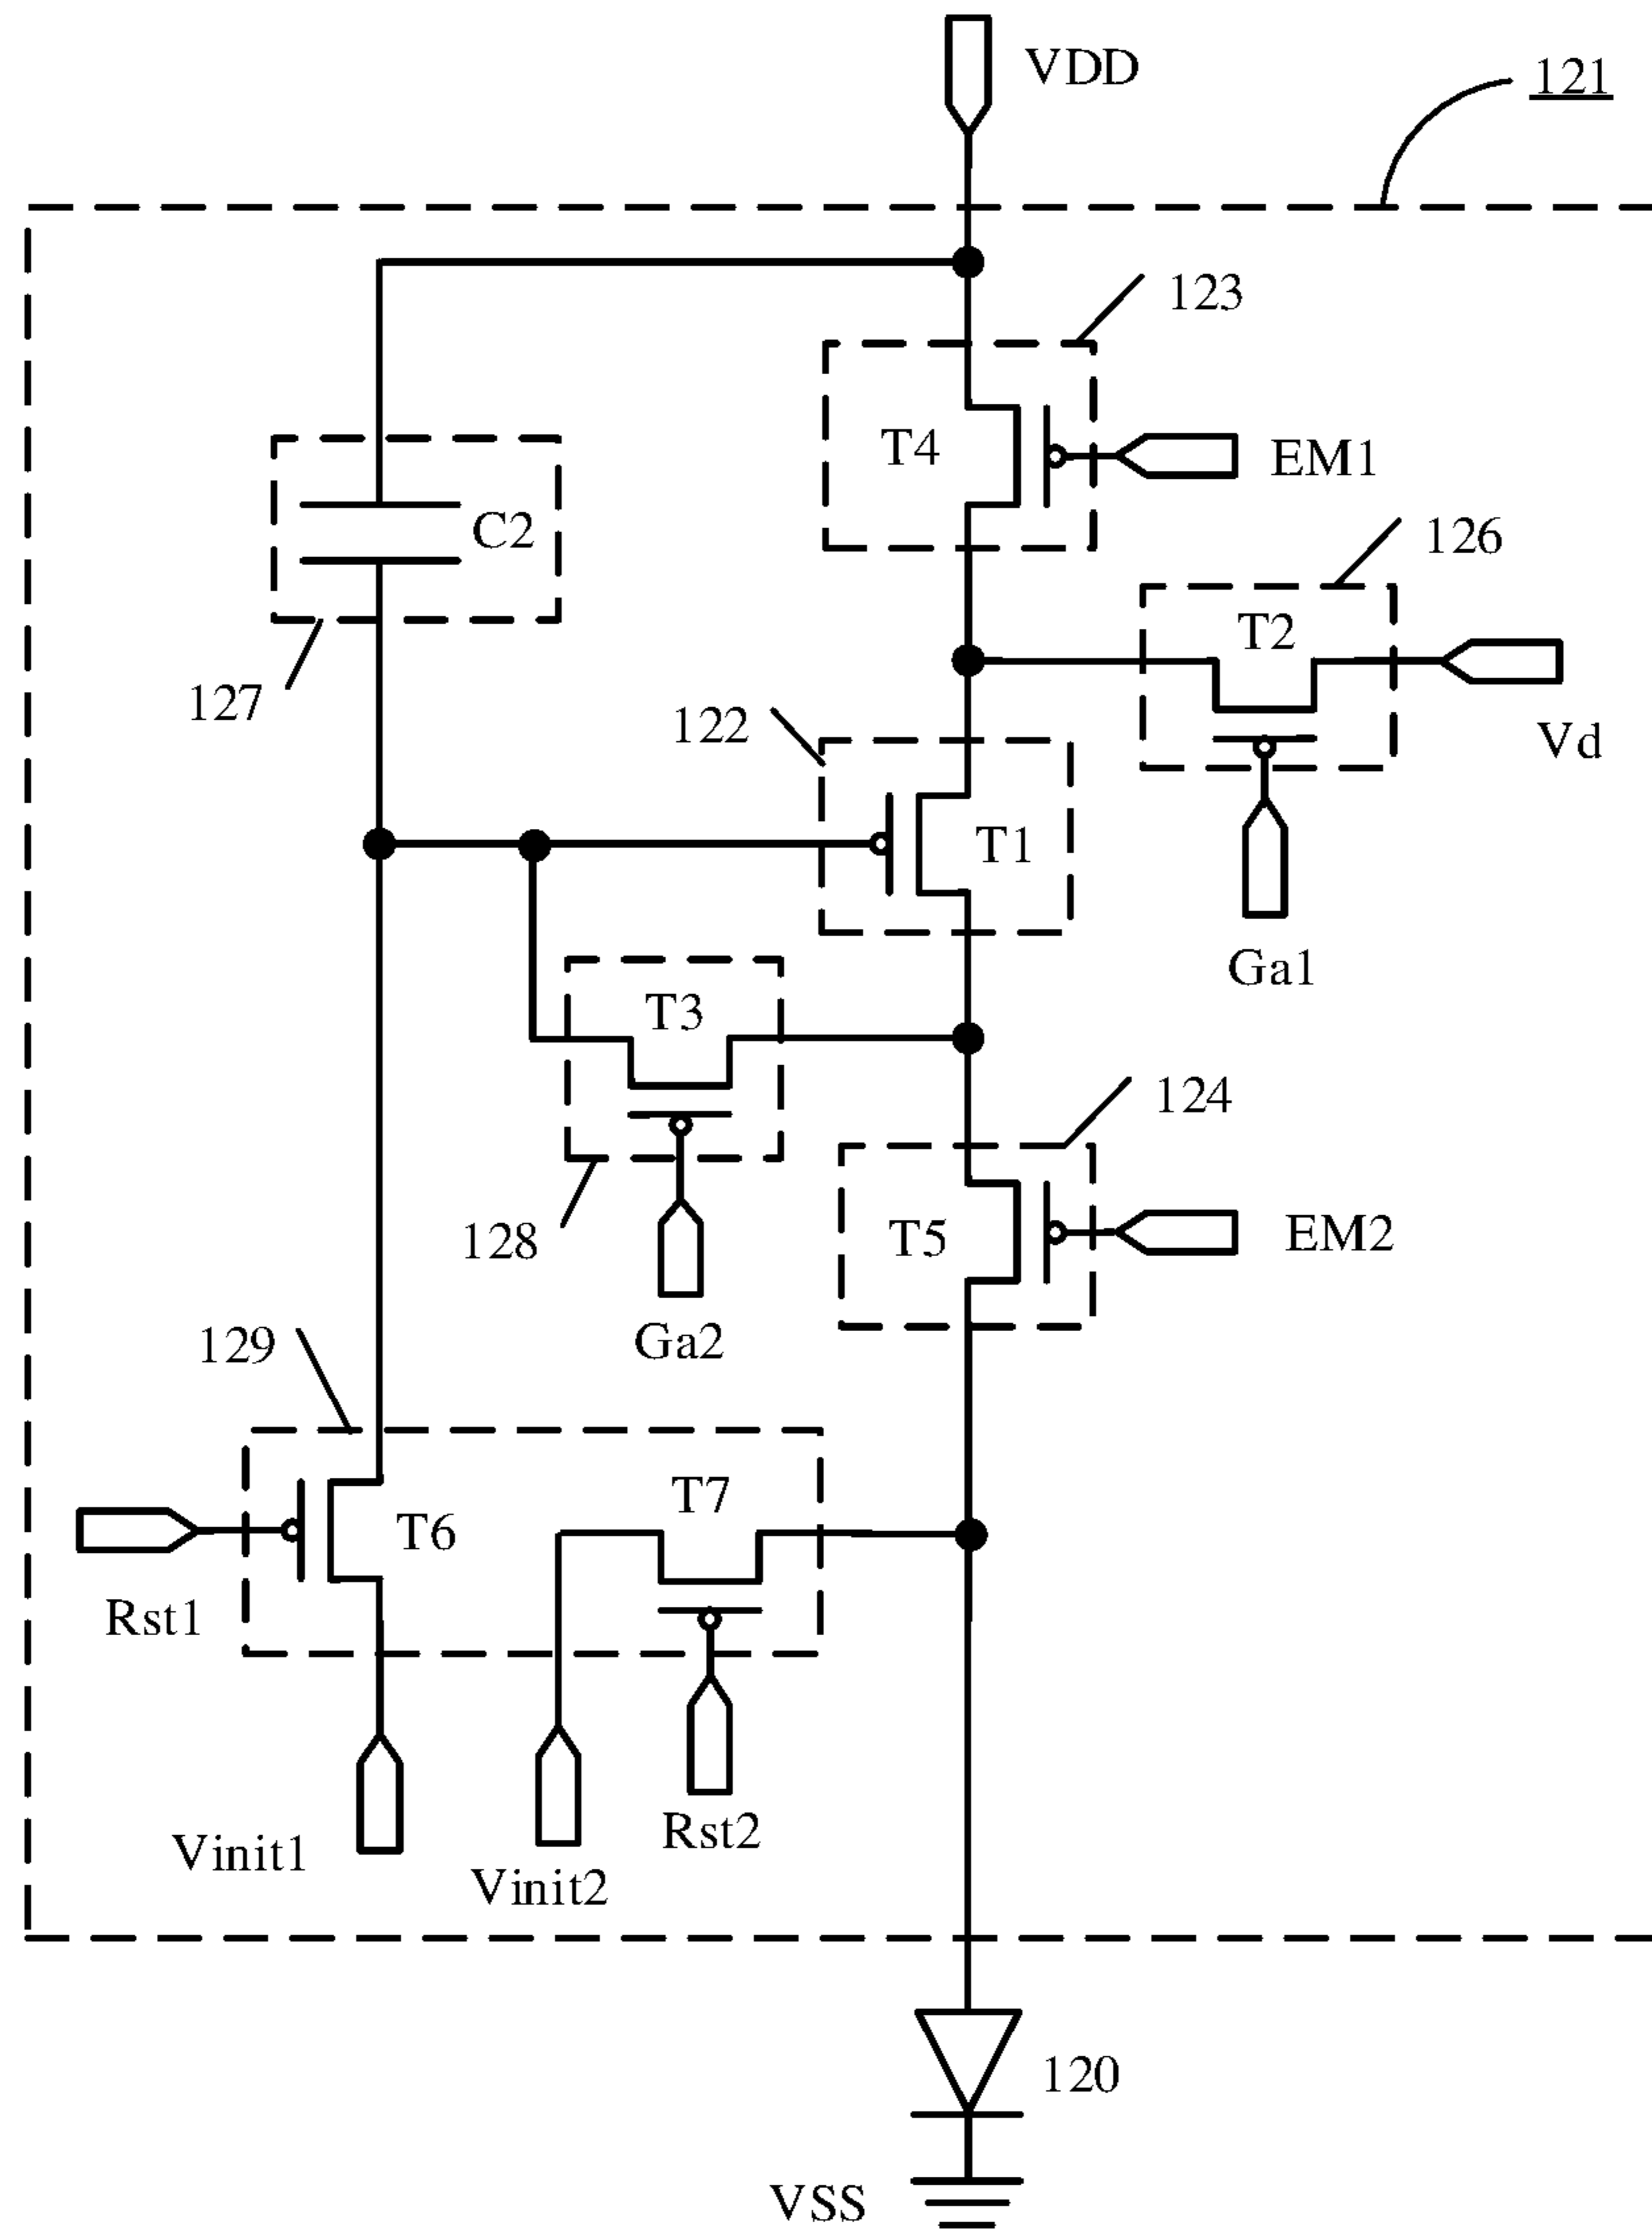 VDD
121
123
T4
EM1
C2
126
T2
127
122
Vd
T1
Ga1
T3
124
128
T5
EM2
129
Ga2
T7
T6
Rst1
Rst2
Vinit1
Vinit2
120
VSS